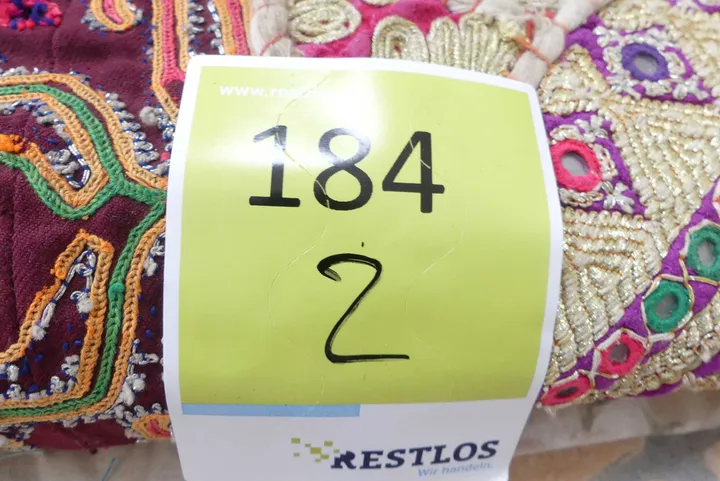 184
2
RESTLOS
Wir handeln.